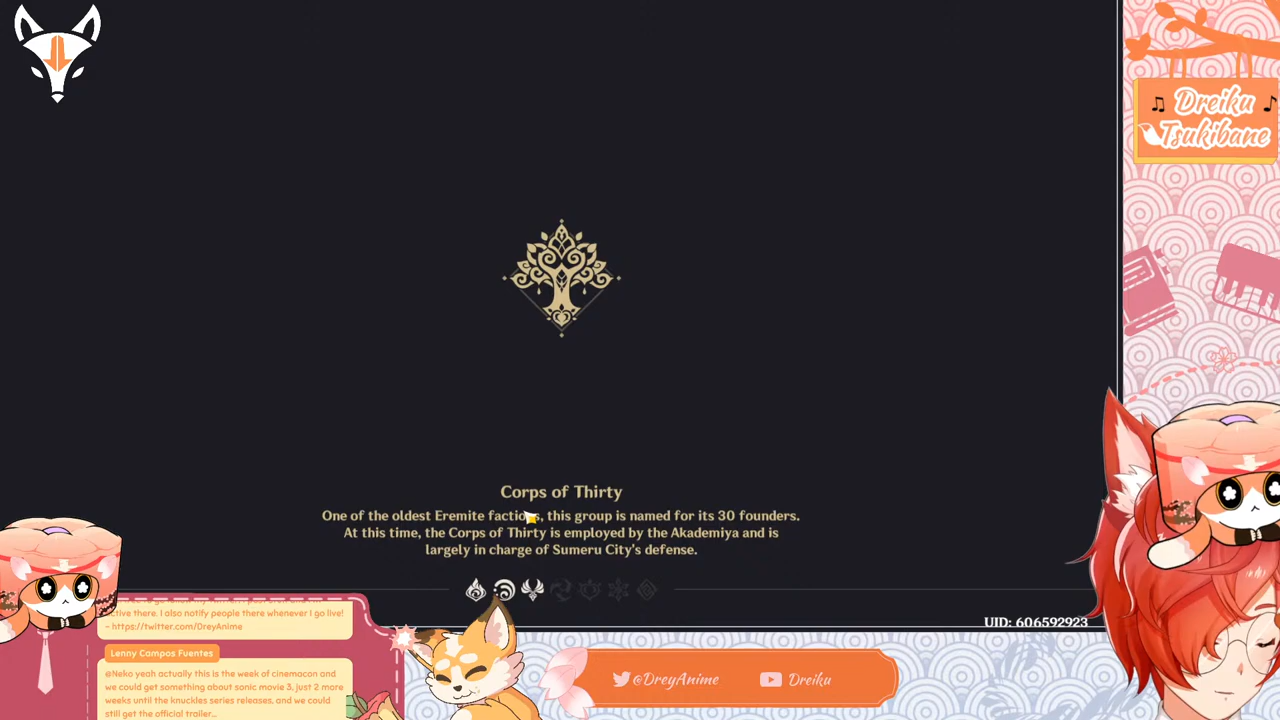 Dreiku
Tsukibane
Corps of Thirty
One of the oldest Eremite factions, this group is named for its 30 founders.
At this time, the Corps of Thirty is employed by the Akademiya and is
largely in charge of Sumeru City's defense.
UID: 606592923
ctive there. I also notify people there whenever I go live!
~ https://twitter.com/DreyAnime
Lenny Campos Fuentes
@Neko yeah actually this is the week of cinemacon and
we could get something about sonic movie 3, just 2 more
weeks until the knuckles series releases, and we could
still get the official trailer...
@DreyAnime
Dreiku